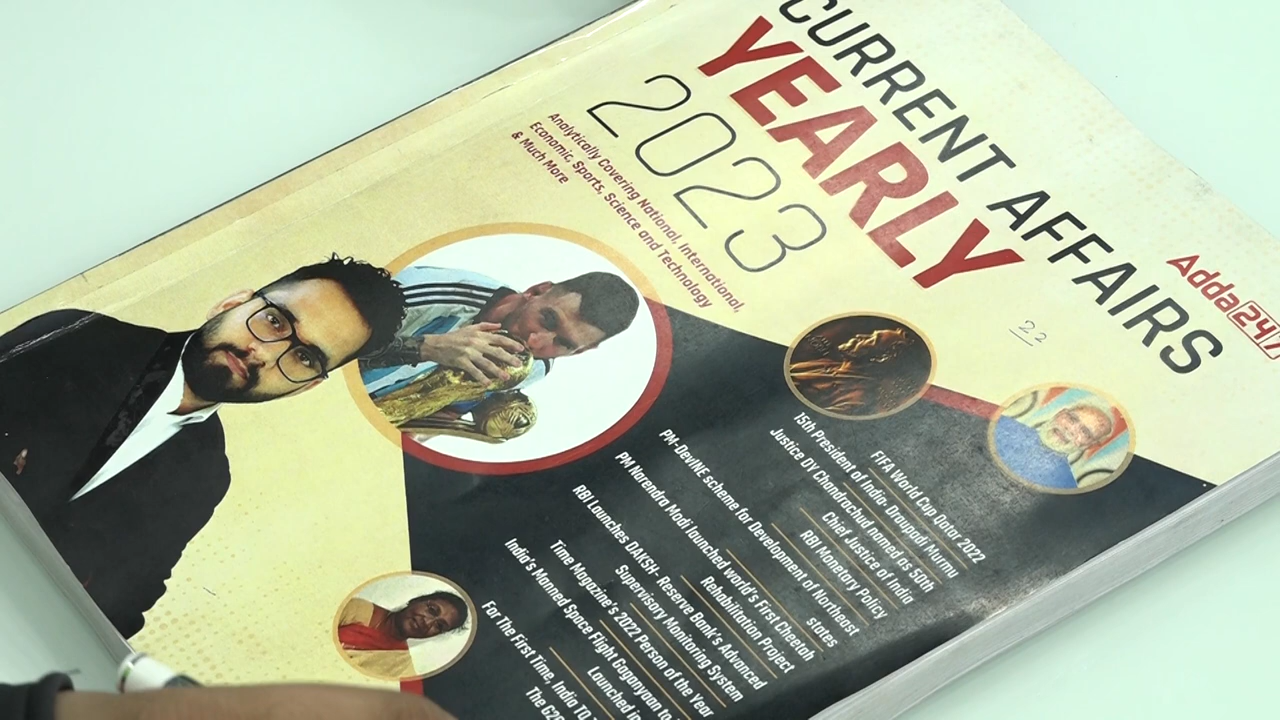 CURRENT AFFAIRS
YEARLY
2023
Analytically Covering National, International,
Economic, Sports, Science and Technology
& Much More
Adda247
22
FIFA World Cup Qatar 2022
15th President of India: Draupadi Murmu
Justice DY Chandrachud named as 50th
Chief Justice of India
RBI Monetary Policy
PM-DevINE scheme for Development of Northeast
states
PM Narendra Modi launched world's First Cheetah
Rehabilitation Project
RBI Launches DAKSH- Reserve Bank's Advanced
Supervisory Monitoring System
Time Magazine's 2022 Person of the Year
India's Manned Space Flight Gaganyaan to
Launched in
For The First Time, India TO
The